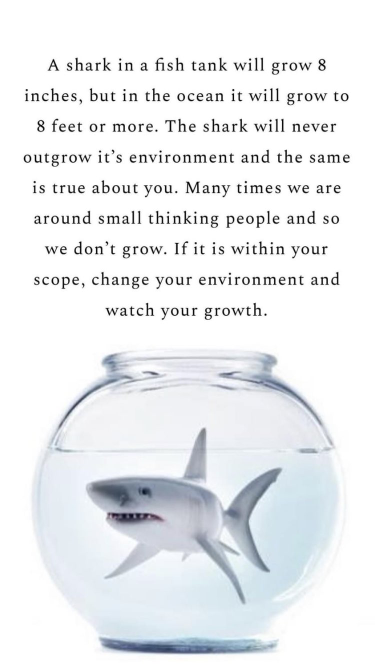 A shark in a fish tank will grow 8
inches, but in the ocean it will grow to
8 feet or more. The shark will never
outgrow it’s environment and the same
is true about you. Many times we are
around small thinking people and so
we don’t grow. If it is within your
scope, change your environment and
watch your growth.